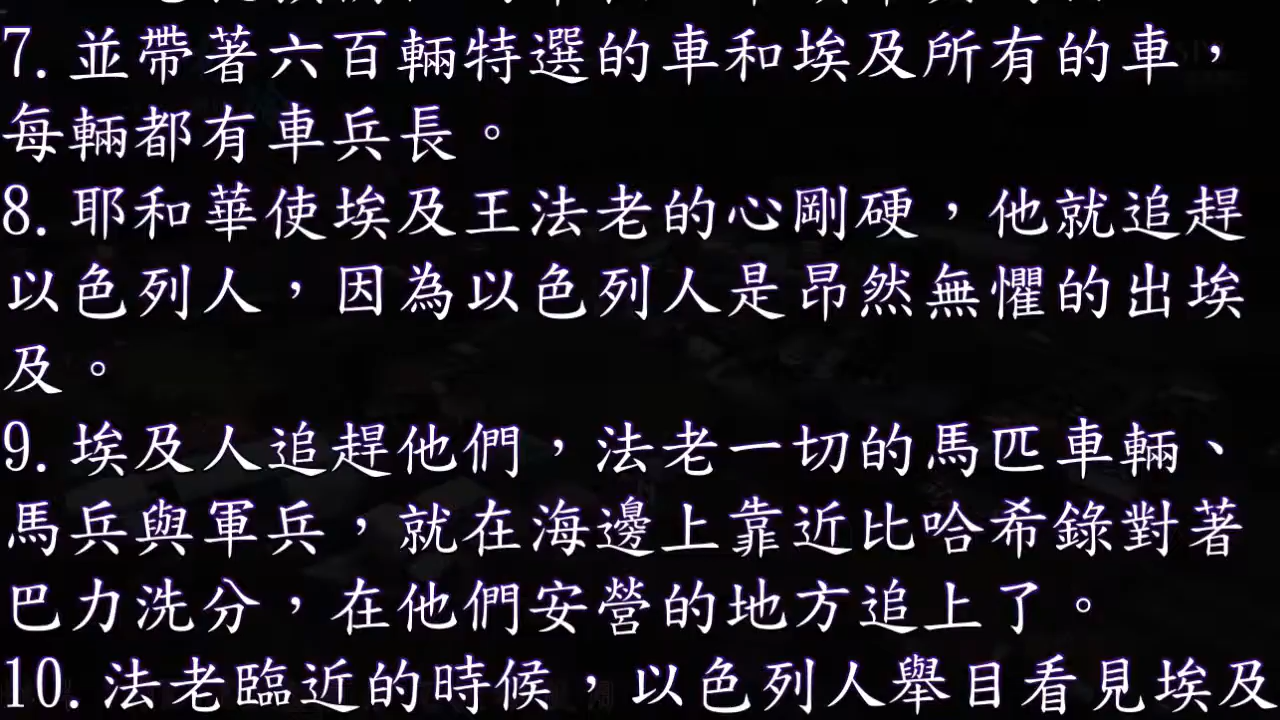 7. 並帶著六百輛特選的車和埃及所有的車，
每輛都有車兵長。
8. 耶和華使埃及王法老的心剛硬，他就追趕
以色列人，因為以色列人是昂然無懼的出埃
及。
9. 埃及人追趕他們，法老一切的馬匹車輛、
馬兵與軍兵，就在海邊上靠近比哈希錄對著
巴力洗分，在他們安營的地方追上了。
10. 法老臨近的時候，以色列人舉目看見埃及